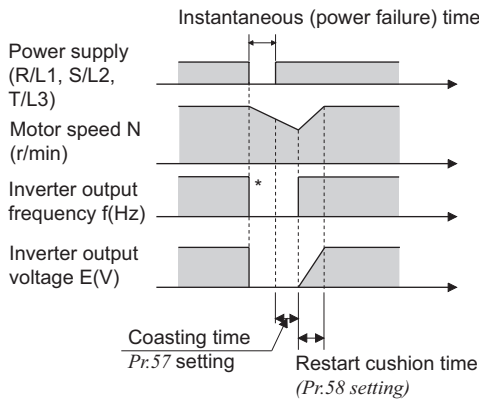 Instantaneous (power failure) time
Power supply
(R/L1, S/L2,
T/L3)
Motor speed N
(r/min)
Inverter output
frequency f(Hz)
*
Inverter output
voltage E(V)
Coasting time
Pr.57 setting
Restart cushion time
(Pr.58 setting)